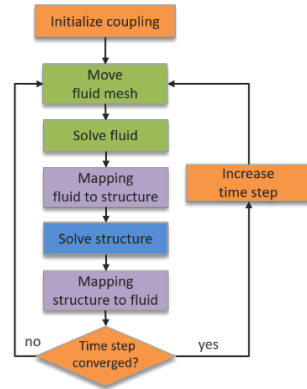 Initialize coupling
Move
fluid mesh
Solve fluid
Mapping
fluid to structure
Increase
time step
Solve structure
Mapping
structure to fluid
no
Time step
converged?
yes